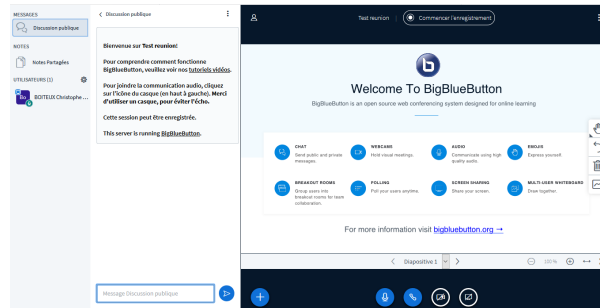 MESSAGES
Discussion publique
NOTES
Notes Partagées
UTILISATEURS (1)
Bo
BOITEUX Christophe ...
Discussion publique
Bienvenue sur Test reunion!
Pour comprendre comment fonctionne
BigBlueButton, veuillez voir nos tutoriels vidéos.
Pour joindre la communication audio, cliquez
sur l'icône du casque (en haut à gauche). Merci
d'utiliser un casque, pour éviter l'écho.
Cette session peut être enregistrée.
This server is running BigBlueButton.
Message Discussion publique
Test reunion
Commencer l'enregistrement
b
Welcome To BigBlueButton
BigBlueButton is an open source web conferencing system designed for online learning
CHAT
Send public and private
messages.
WEBCAMS
Hold visual meetings.
AUDIO
Communicate using high
quality audio.
EMOJIS
Express yourself.
BREAKOUT ROOMS
Group users into
breakout rooms for team
collaboration.
POLLING
Poll your users anytime.
SCREEN SHARING
Share your screen.
MULTI-USER WHITEBOARD
Draw together.
For more information visit bigbluebutton.org →
Diapositive 1
100%